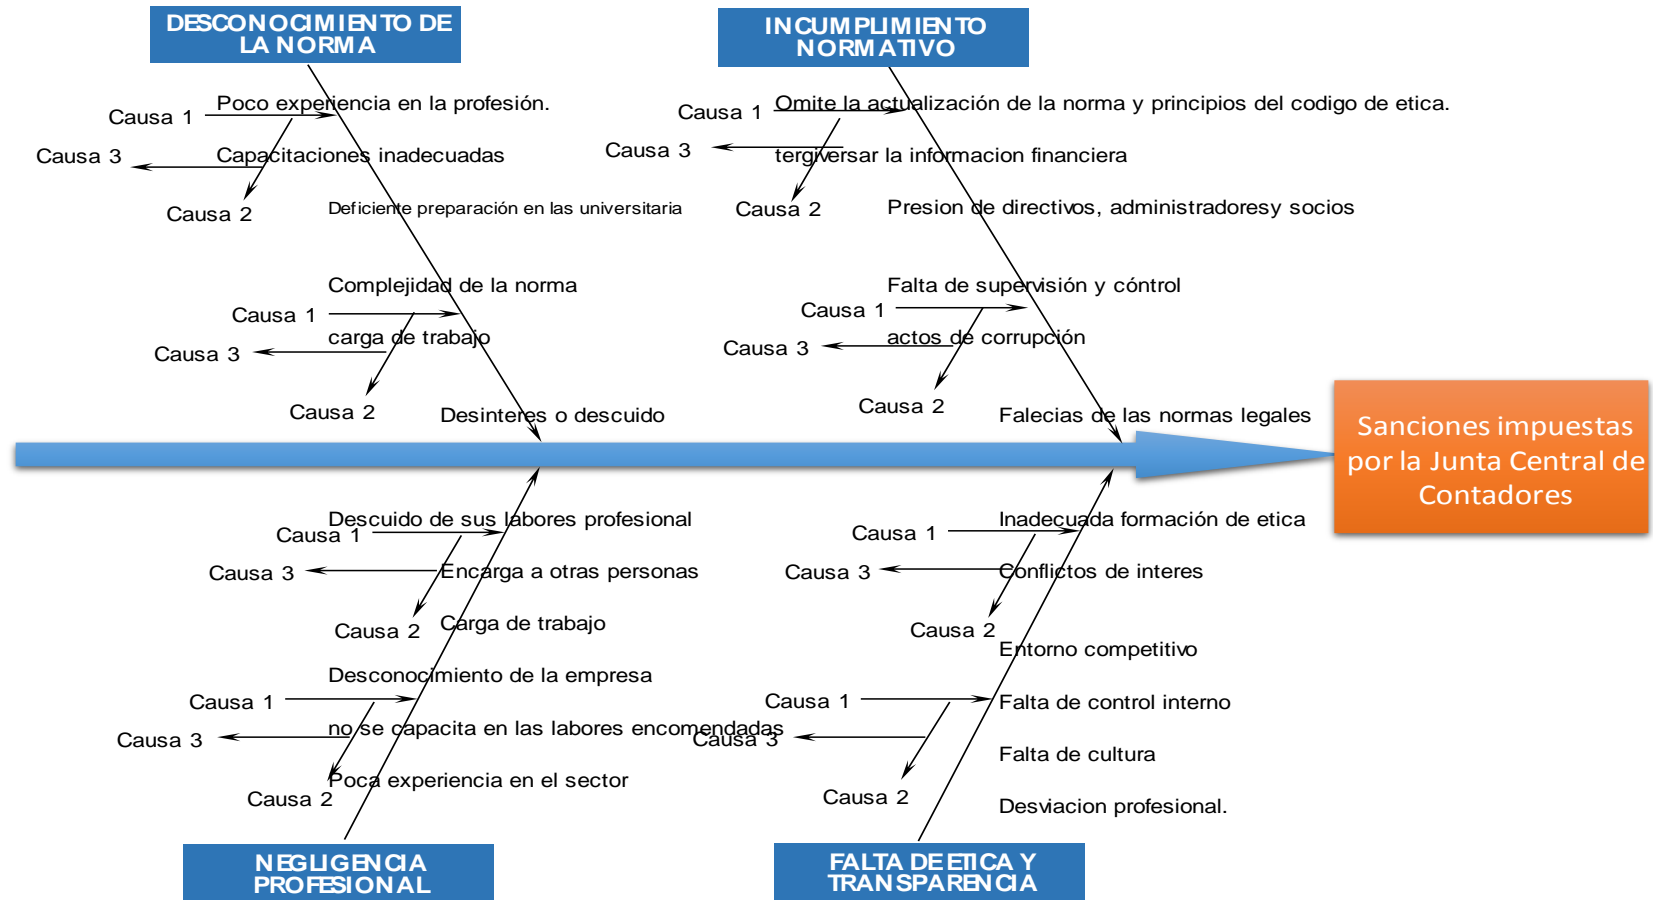 DESCONOCIMIENTO DE
LA NORMA
INCUMPLIMIENTO
NORMATIVO
Poco experiencia en la profesión.
Causa 1
Capacitaciones inadecuadas
Causa 3
Causa 2
Deficiente preparación en las universitaria
Complejidad de la norma
Causa 1
carga de trabajo
Causa 3
Causa 2
Desinteres o descuido
Omite la actualización de la norma y principios del codigo de etica.
Causa 1
Causa 3
tergiversar la informacion financiera
Causa 2
Presion de directivos, administradoresy socios
Falta de supervisión y cóntrol
Causa 1
actos de corrupción
Causa 3
Causa 2
Falecias de las normas legales
Sanciones impuestas
por la Junta Central de
Contadores
Descuido de sus labores profesional
Causa 1
Causa 3
Encarga a otras personas
Causa 2
Carga de trabajo
Desconocimiento de la empresa
Causa 1
no se capacita en las labores encomendadas
Causa 3
Poca experiencia en el sector
Causa 2
Inadecuada formación de etica
Causa 1
Causa 3
Conflictos de interes
Causa 2
Entorno competitivo
Causa 1
Falta de control interno
Causa 3
Falta de cultura
Causa 2
Desviacion profesional.
NEGLIGENCIA
PROFESIONAL
FALTA DE ETICA Y
TRANSPARENCIA